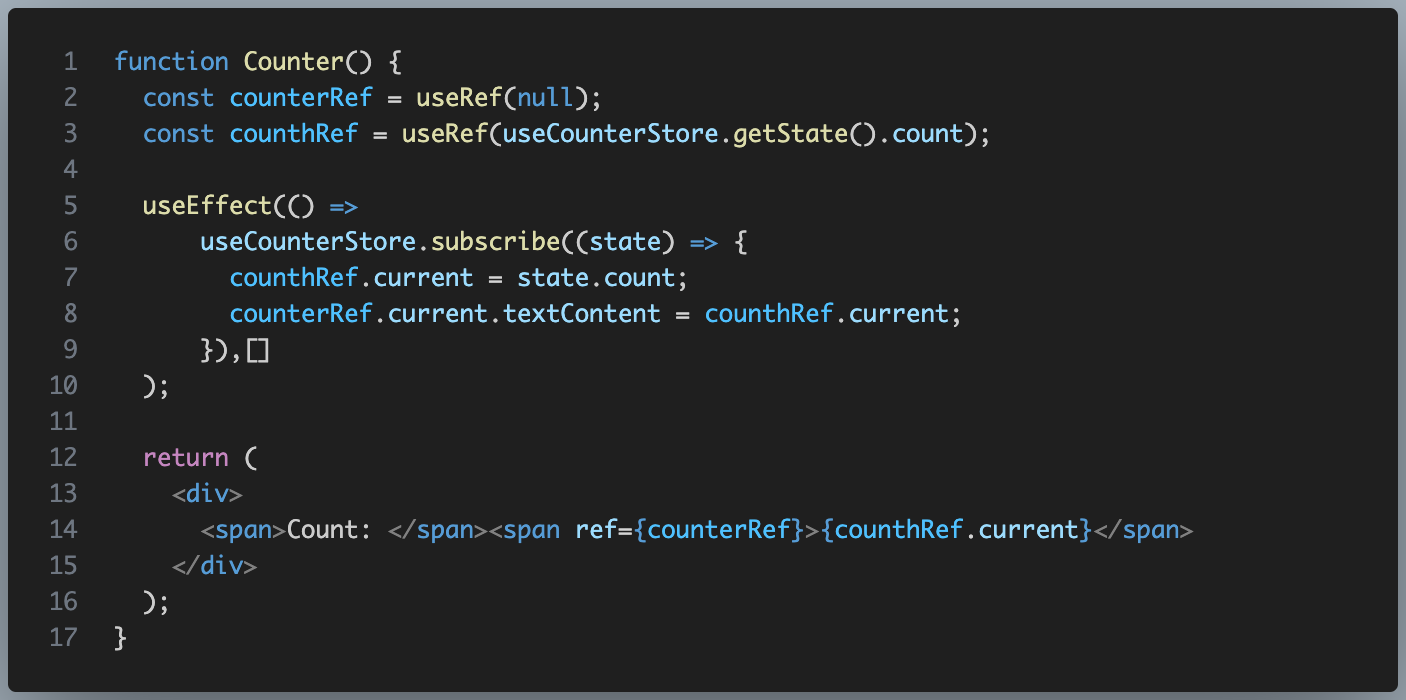 1 function Counter() {
2 const counterRef = useRef(null);
3 const counthRef = useRef(useCounterStore.getState().count);
4
5 useEffect(() =>
6 useCounterStore.subscribe((state) => {
7 counthRef.current = state.count;
8 counterRef.current.textContent = counthRef.current;
9 }),[]
10 );
11
12 return (
13 <div>
14 <span>Count: </span><span ref={counterRef}>{counthRef.current}</span>
15 </div>
16 );
17 }